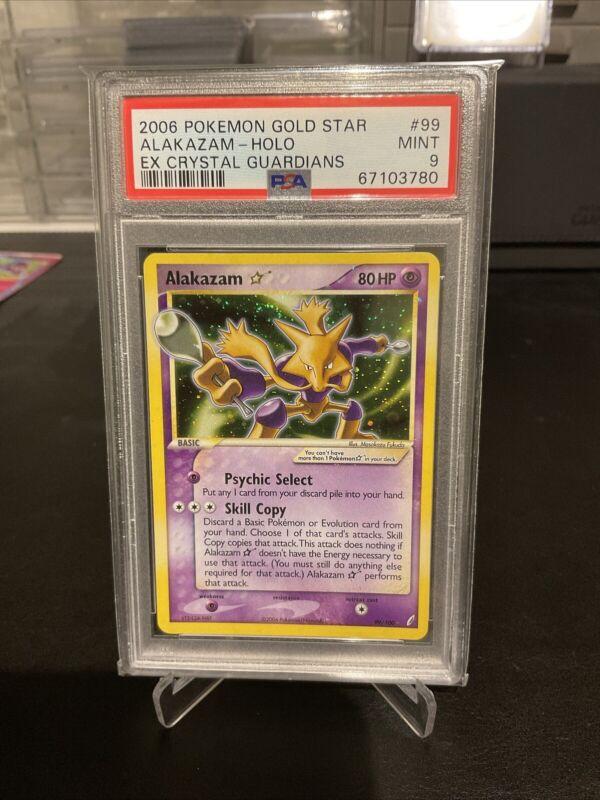 2006 POKEMON GOLD STAR #99
ALAKAZAM - HOLO MINT
EX CRYSTAL GUARDIANS 9
PSA 67103780
Alakazam ☆ 80 HP
BASIC Illus. Masakazu Fukuda
You can't have
more than 1 Pokémon ☆ in your deck.
Psychic Select
Put any 1 card from your discard pile into your hand.
Skill Copy
Discard a Basic Pokémon or Evolution card from
your hand. Choose 1 of that card's attacks. Skill
Copy copies that attack. This attack does nothing if
Alakazam ☆ doesn't have the Energy necessary to
use that attack. (You must still do anything else
required for that attack.) Alakazam ☆ performs
that attack.
weakness resistance retreat cost
©2006 Pokémon/Nintendo 99/100